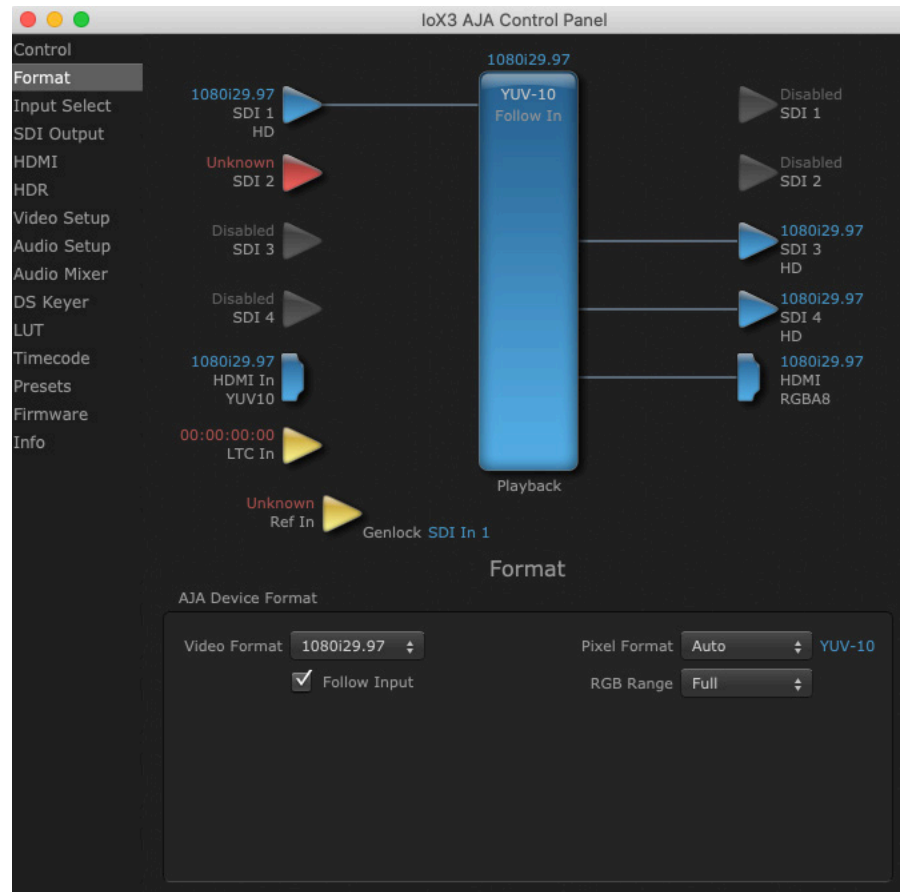 IoX3 AJA Control Panel
Control
Format
Input Select
SDI Output
HDMI
HDR
Video Setup
Audio Setup
Audio Mixer
DS Keyer
LUT
Timecode
Presets
Firmware
Info
1080i29.97
SDI 1
HD
Unknown
SDI 2
Disabled
SDI 3
Disabled
SDI 4
1080i29.97
HDMI In
YUV10
00:00:00:00
LTC In
Unknown
Ref In
Genlock SDI In 1
1080i29.97
YUV-10
Follow In
Playback
Disabled
SDI 1
Disabled
SDI 2
1080i29.97
SDI 3
HD
1080i29.97
SDI 4
HD
1080i29.97
HDMI
RGBA8
Format
AJA Device Format
Video Format 1080i29.97
Follow Input
Pixel Format Auto YUV-10
RGB Range Full